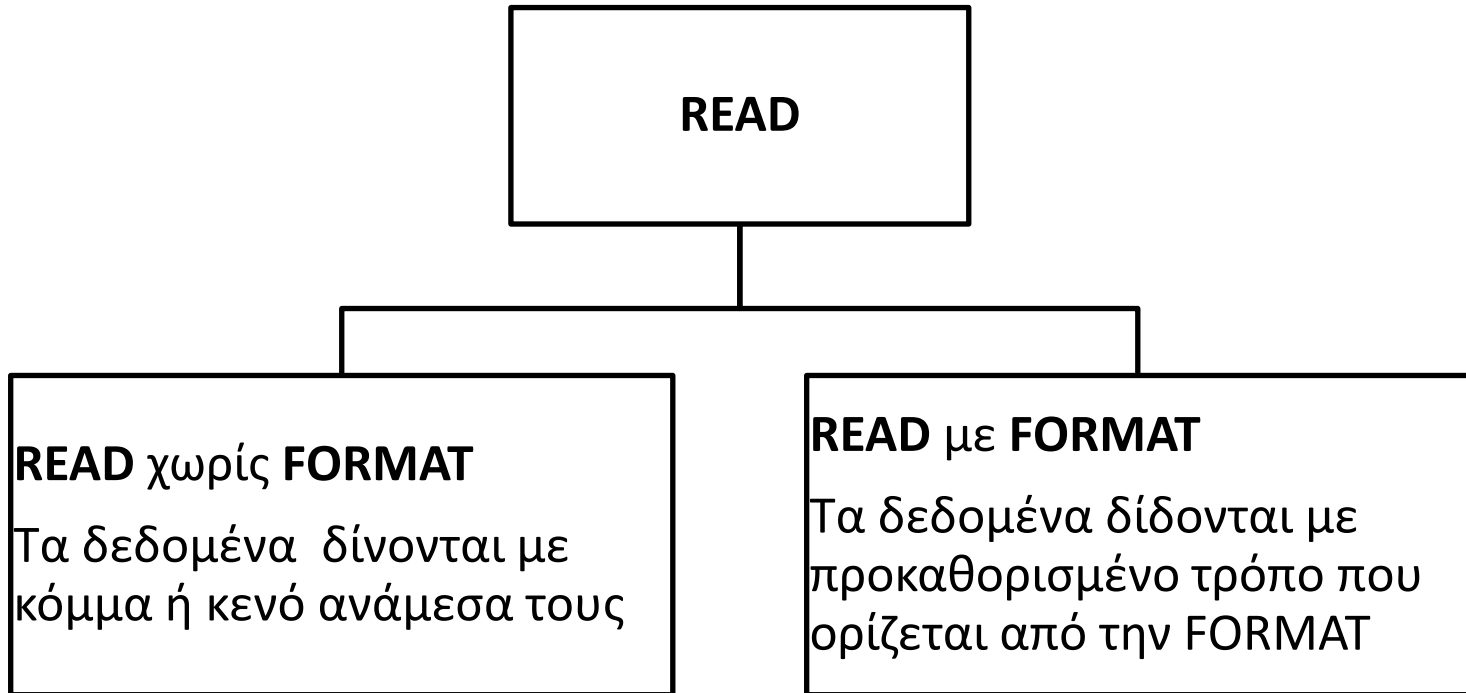 READ
READ χωρίς FORMAT
Τα δεδομένα δίνονται με
κόμμα ή κενό ανάμεσα τους
READ με FORMAT
Τα δεδομένα δίδονται με
προκαθορισμένο τρόπο που
ορίζεται από την FORMAT